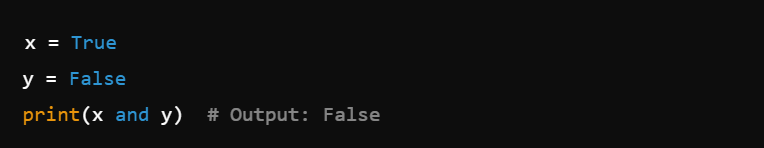 x = True
y = False
print(x and y)  # Output: False